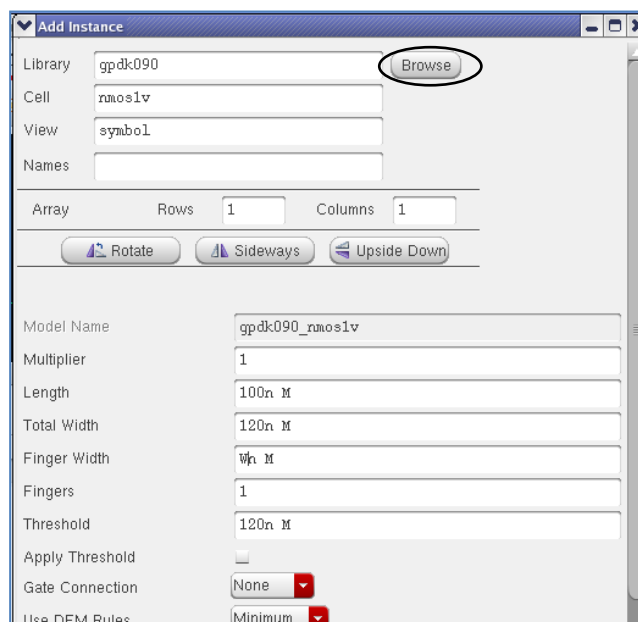 Add Instance
Library gpdk090 Browse
Cell nmos1v
View symbol
Names
Array Rows 1 Columns 1
Rotate Sideways Upside Down
Model Name gpdk090_nmos1v
Multiplier 1
Length 100n M
Total Width 120n M
Finger Width Wn M
Fingers 1
Threshold 120n M
Apply Threshold
Gate Connection None
Use DFM Rules Minimum